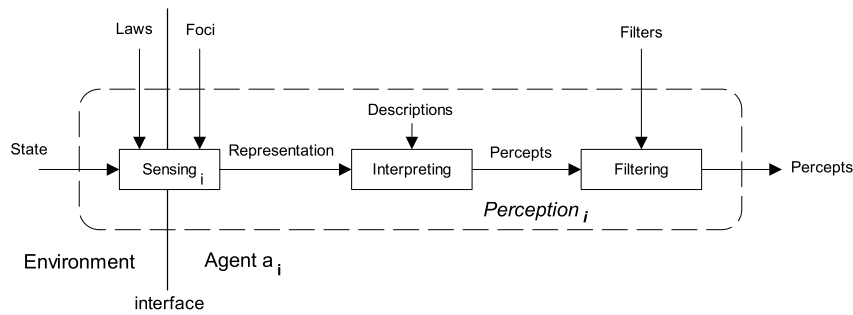 Laws
Foci
Filters
Descriptions
State
Representation
Percepts
Percepts
Sensing i
Interpreting
Filtering
Perception i
Environment
Agent a i
interface